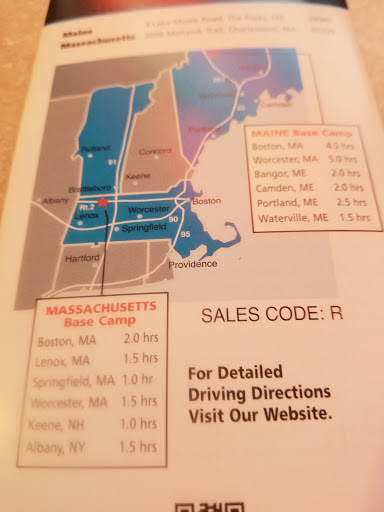 Maine
Massachusetts
Camden
Portland
MAINE Base Camp
Boston, MA 4.5 hrs
Worcester, MA 5.0 hrs
Bangor, ME 2.0 hrs
Camden, ME 2.0 hrs
Portland, ME 2.5 hrs
Waterville, ME 1.5 hrs
Rutland
Concord
91
Keene
Brattleboro
Albany
Rt.2
Boston
Lenox
Worcester
90
Springfield
95
Hartford
Providence
MASSACHUSETTS
Base Camp
Boston, MA 2.0 hrs
Lenox, MA 1.5 hrs
Springfield, MA 1.0 hr
Worcester, MA 1.5 hrs
Keene, NH 1.0 hrs
Albany, NY 1.5 hrs
SALES CODE: R
For Detailed
Driving Directions
Visit Our Website.